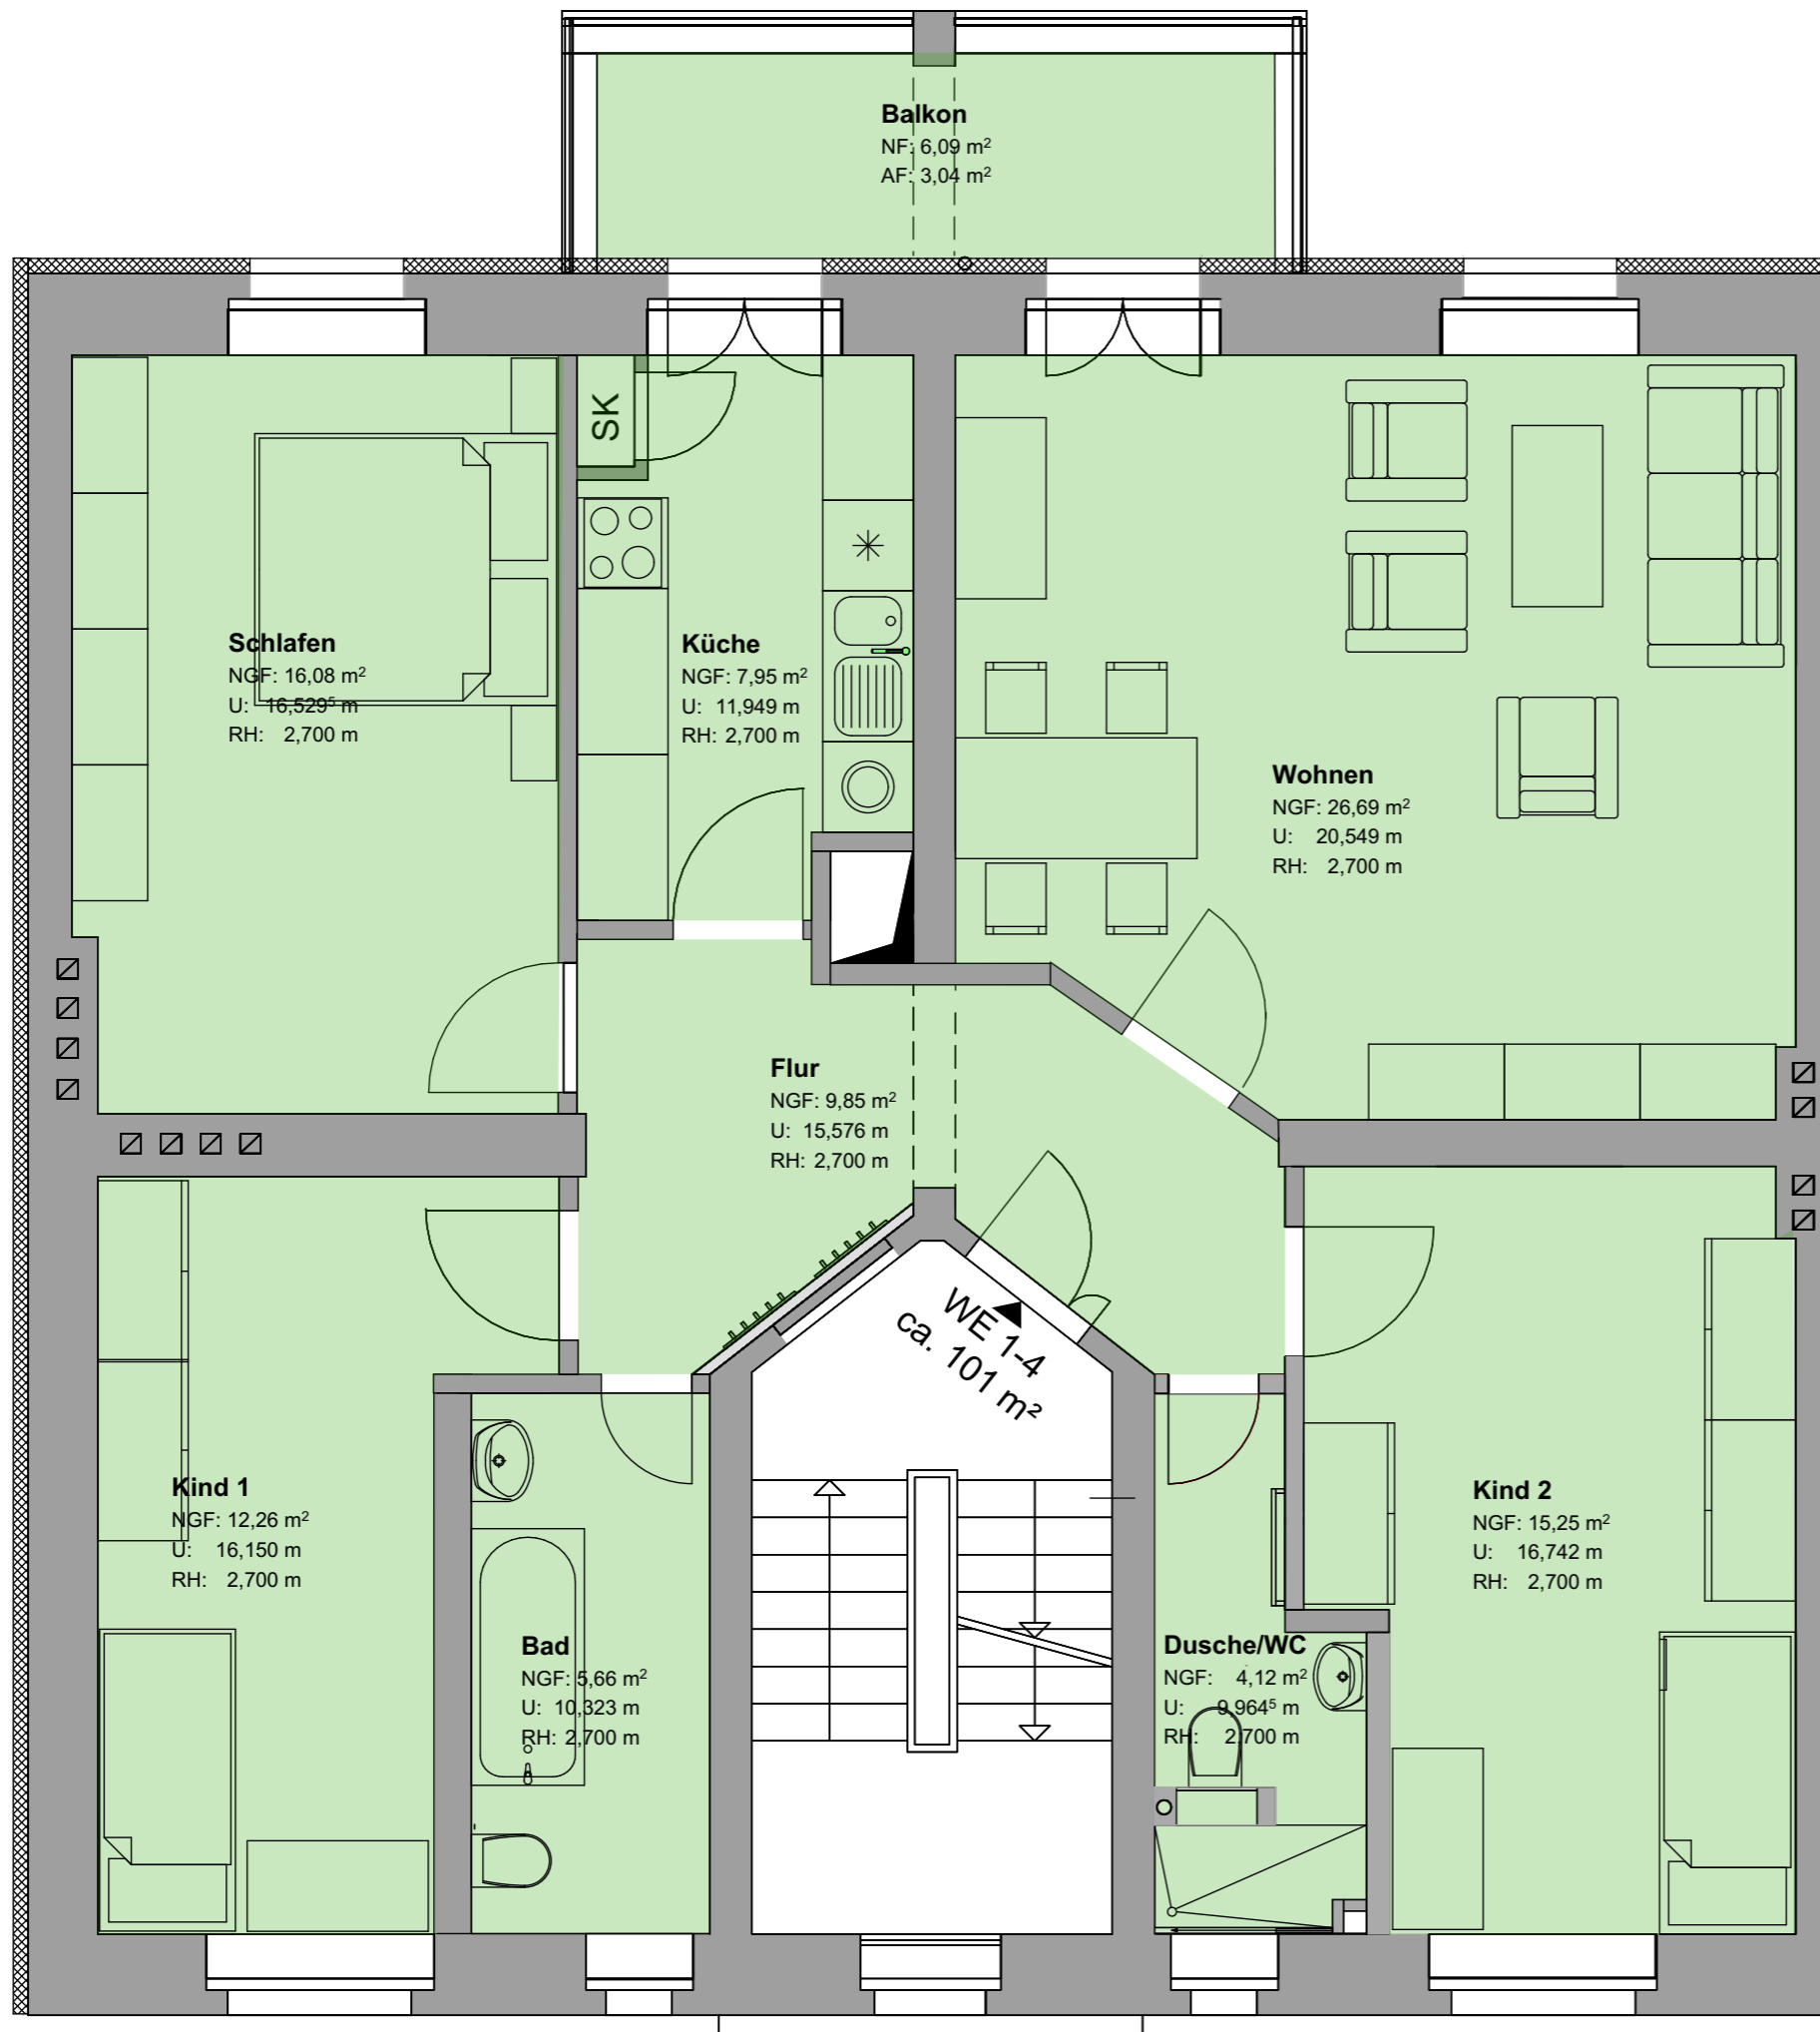 Balkon
NF: 6,09 m²
AF: 3,04 m²
SK
Schlafen
NGF: 16,08 m²
U: 16,529⁵ m
RH: 2,700 m
Küche
NGF: 7,95 m²
U: 11,949 m
RH: 2,700 m
Wohnen
NGF: 26,69 m²
U: 20,549 m
RH: 2,700 m
Flur
NGF: 9,85 m²
U: 15,576 m
RH: 2,700 m
WE 1-4
ca. 101 m²
Kind 1
NGF: 12,26 m²
U: 16,150 m
RH: 2,700 m
Kind 2
NGF: 15,25 m²
U: 16,742 m
RH: 2,700 m
Bad
NGF: 5,66 m²
U: 10,323 m
RH: 2,700 m
Dusche/WC
NGF: 4,12 m²
U: 9,964⁵ m
RH: 2,700 m